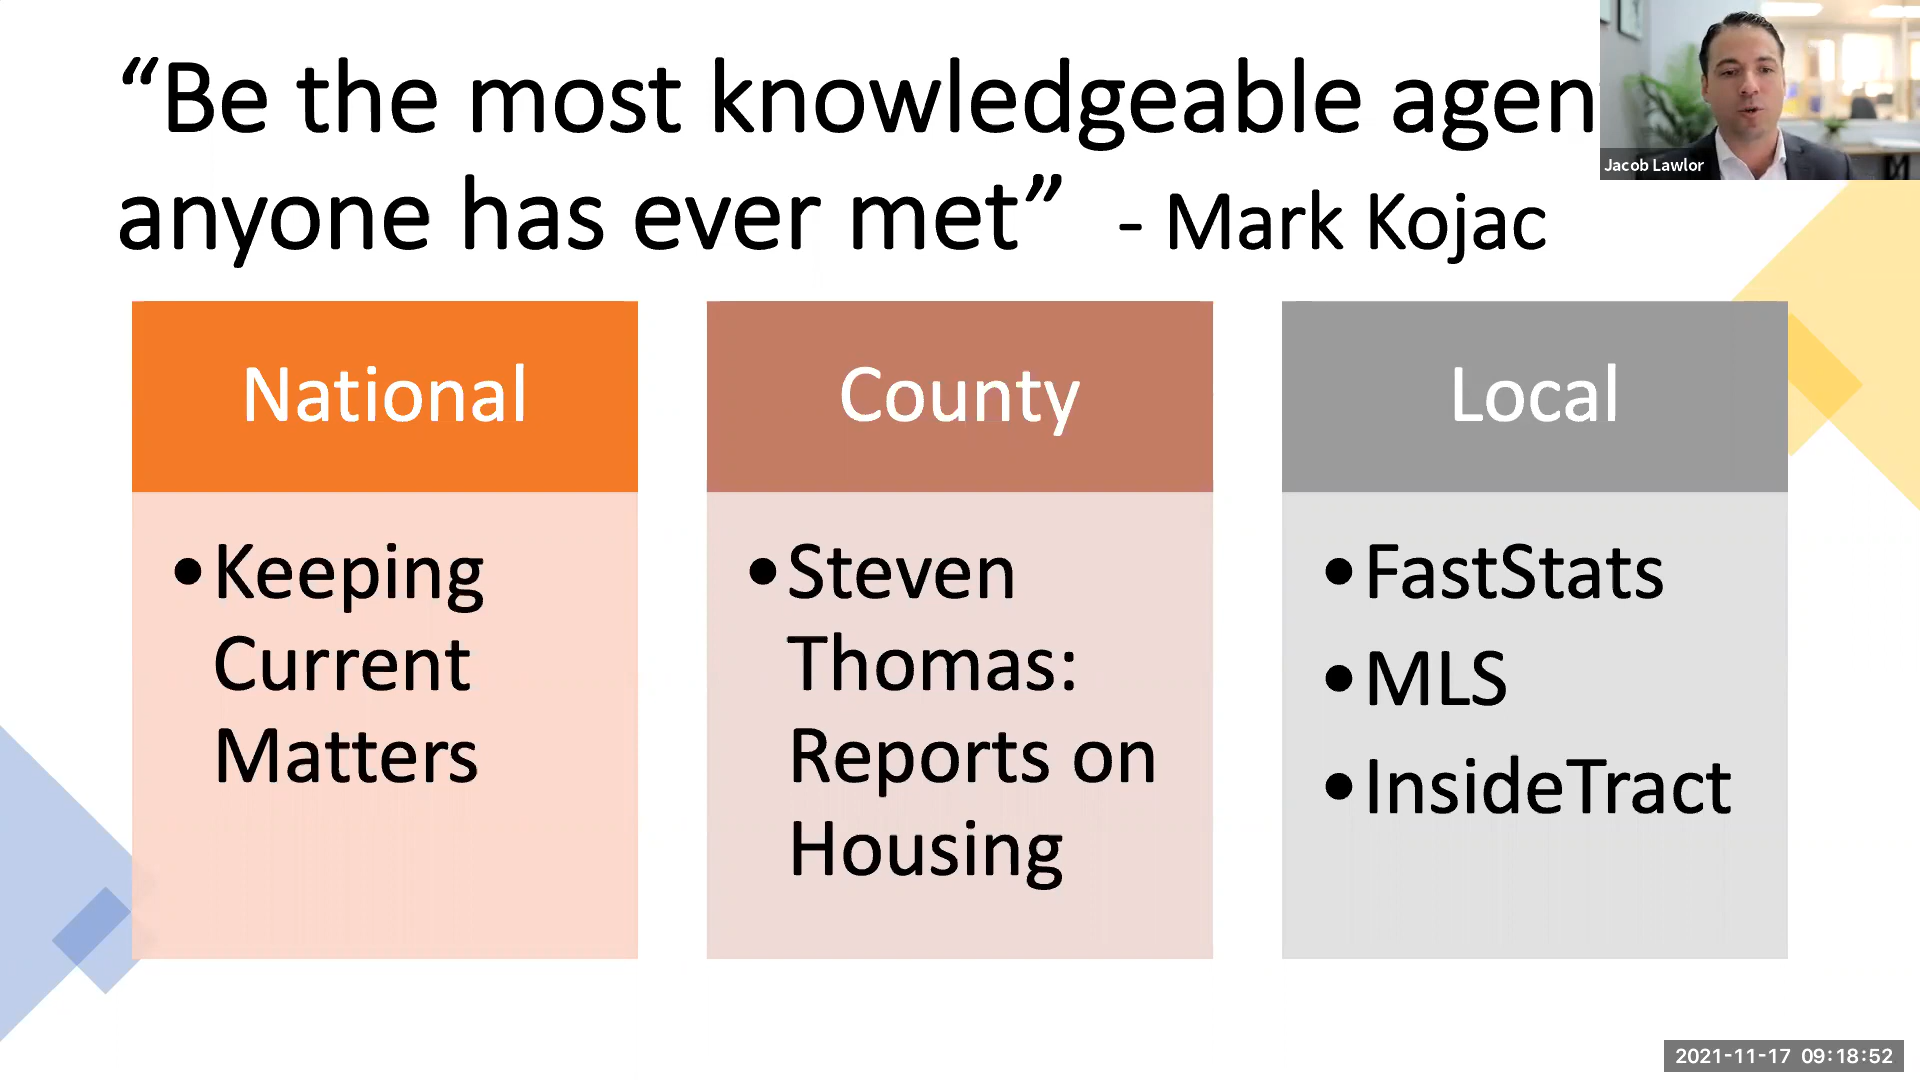 “Be the most knowledgeable agen
anyone has ever met” - Mark Kojac
Jacob Lawlor
National
•Keeping
Current
Matters
County
•Steven
Thomas:
Reports on
Housing
Local
•FastStats
•MLS
•InsideTract
2021-11-17 09:18:52